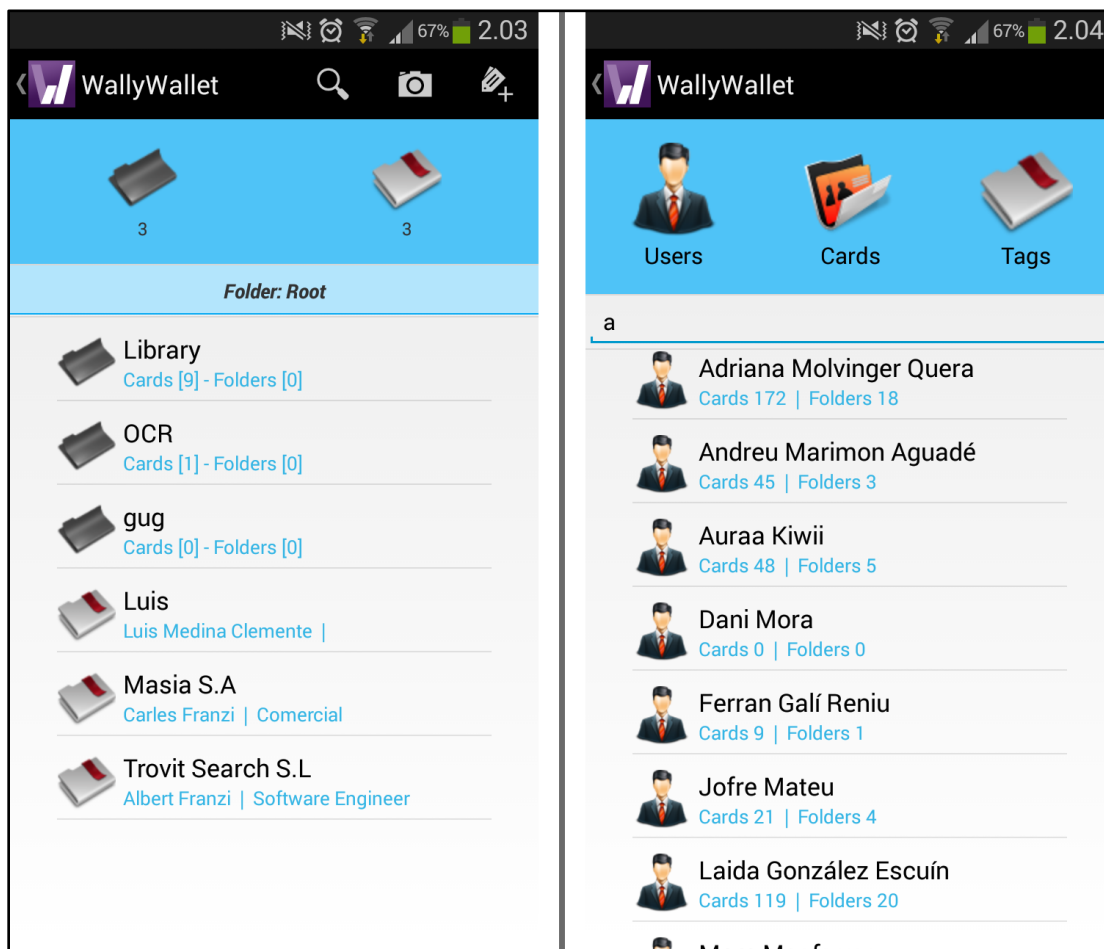 67% 2.03
WallyWallet
3 3
Folder: Root
Library
Cards [9] - Folders [0]
OCR
Cards [1] - Folders [0]
gug
Cards [0] - Folders [0]
Luis
Luis Medina Clemente |
Masia S.A
Carles Franzi | Comercial
Trovit Search S.L
Albert Franzi | Software Engineer
67% 2.04
WallyWallet
Users Cards Tags
a
Adriana Molvinger Quera
Cards 172 | Folders 18
Andreu Marimon Aguadé
Cards 45 | Folders 3
Auraa Kiwii
Cards 48 | Folders 5
Dani Mora
Cards 0 | Folders 0
Ferran Galí Reniu
Cards 9 | Folders 1
Jofre Mateu
Cards 21 | Folders 4
Laida González Escuín
Cards 119 | Folders 20